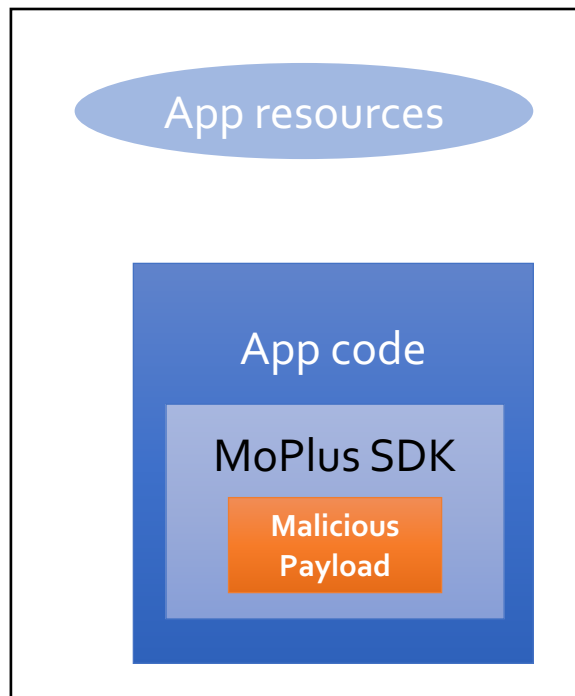 App resources
App code
MoPlus SDK
Malicious
Payload